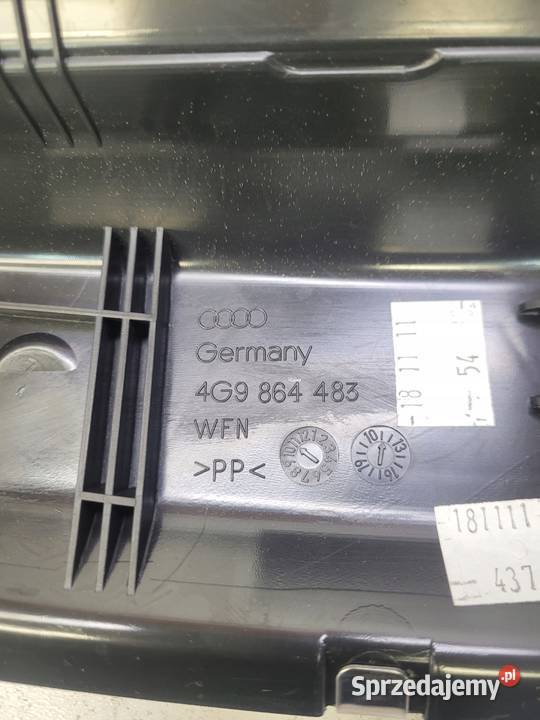 Germany
4G9 864 483
WFN
>PP<
18 11 11
54
181111
437
Sprzedajemy.pl